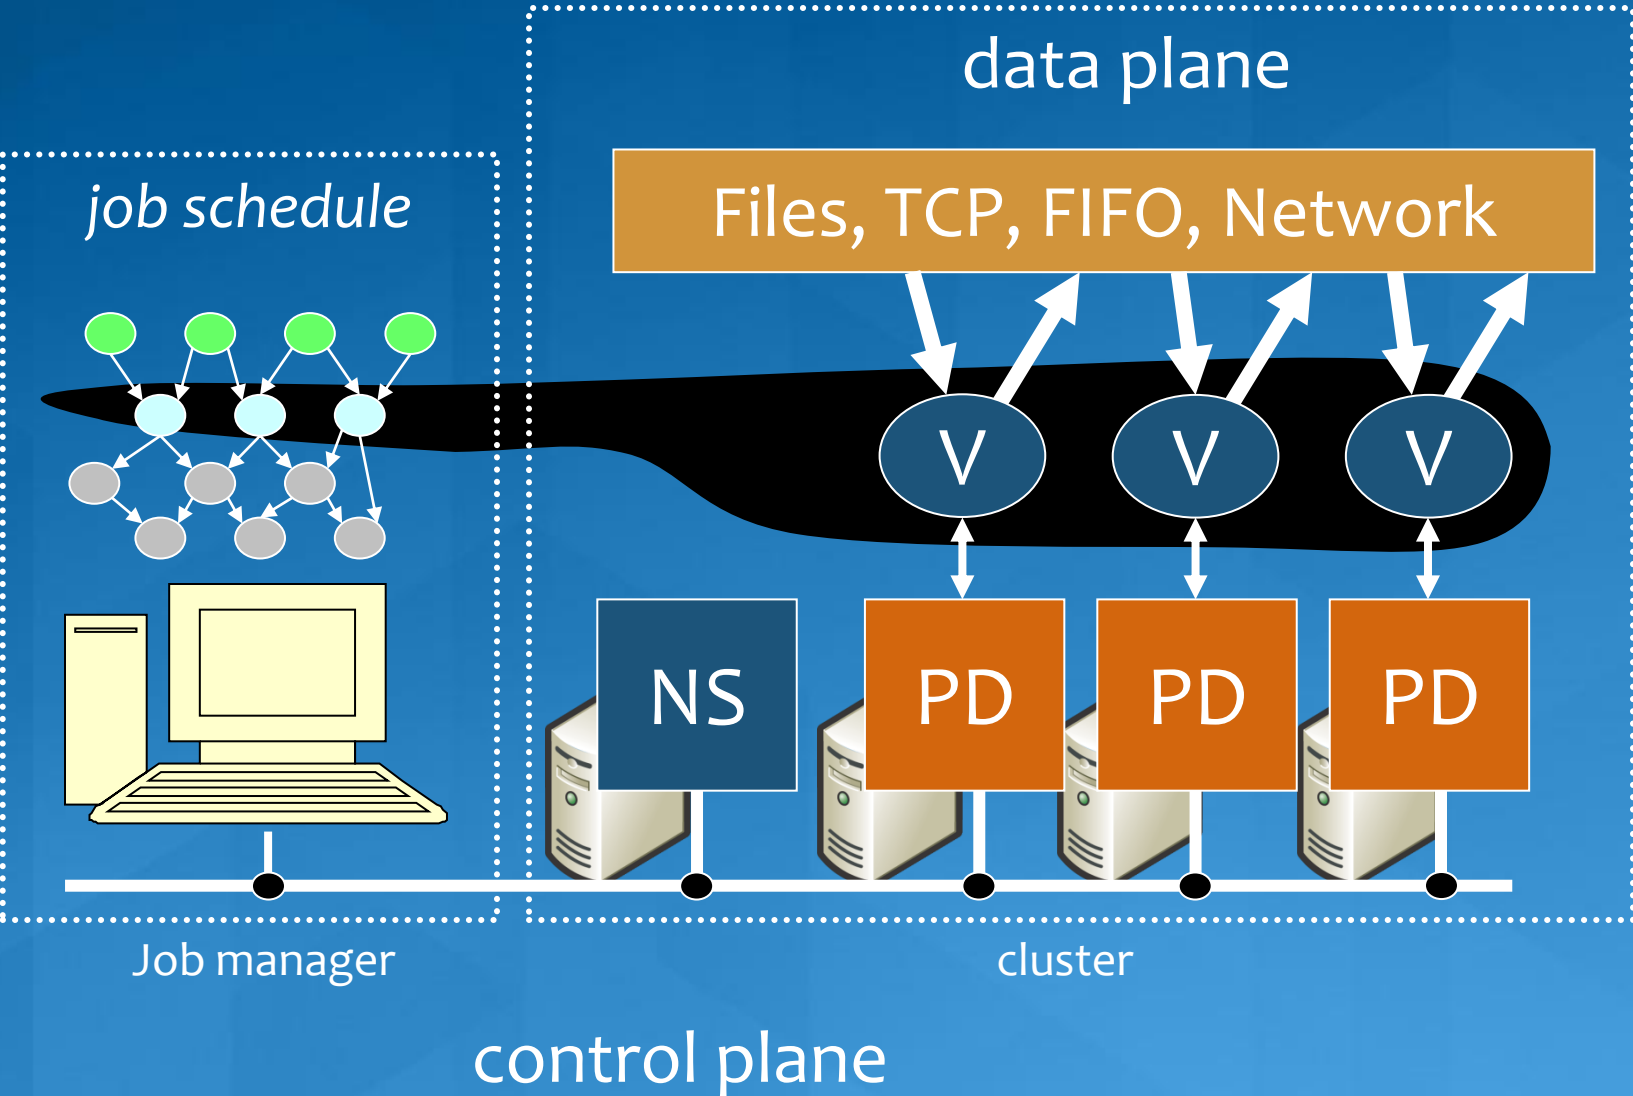 data plane
job schedule
Files, TCP, FIFO, Network
V V V
NS PD PD PD
Job manager cluster
control plane